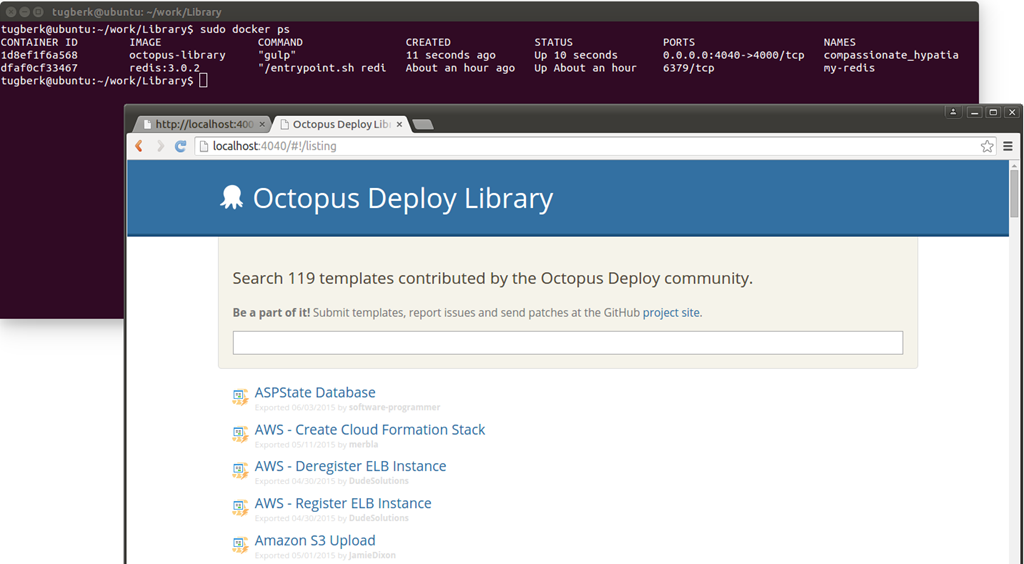 tugberk@ubuntu: ~/work/Library
tugberk@ubuntu:~/work/Library$ sudo docker ps
CONTAINER ID IMAGE COMMAND CREATED STATUS PORTS NAMES
1d8ef1f6a568 octopus-library "gulp" 11 seconds ago Up 10 seconds 0.0.0.0:4040->4000/tcp compassionate_hypatia
dfaf0cf33467 redis:3.0.2 "/entrypoint.sh redi About an hour ago Up About an hour 6379/tcp my-redis
tugberk@ubuntu:~/work/Library$
http://localhost:400 Octopus Deploy Lib
localhost:4040/#!/listing
Octopus Deploy Library
Search 119 templates contributed by the Octopus Deploy community.
Be a part of it! Submit templates, report issues and send patches at the GitHub project site.
ASPState Database
Exported 06/03/2015 by software-programmer
AWS - Create Cloud Formation Stack
Exported 05/11/2015 by merbla
AWS - Deregister ELB Instance
Exported 04/30/2015 by DudeSolutions
AWS - Register ELB Instance
Exported 04/30/2015 by DudeSolutions
Amazon S3 Upload
Exported 05/01/2015 by JamieDixon